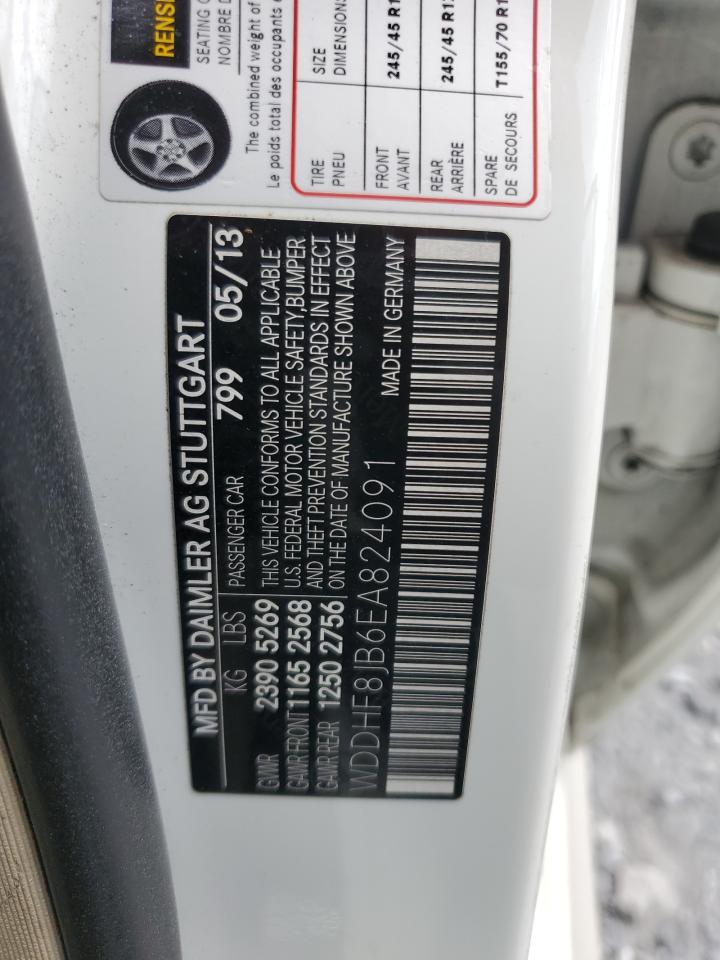 RENSI
SEATING C
NOMBRE D
The combined weight of
Le poids total des occupants
TIRE SIZE
PNEU DIMENSIONS
FRONT 245/45 R1
AVANT
REAR 245/45 R1
ARRIÈRE
SPARE T155/70 R1
DE SECOURS
MFD BY DAIMLER AG STUTTGART
799 05/13
KG LBS PASSENGER CAR
GVWR 2390 5269 THIS VEHICLE CONFORMS TO ALL APPLICABLE
GAWR FRONT 1165 2568 U.S. FEDERAL MOTOR VEHICLE SAFETY,BUMPER
GAWR REAR 1250 2756 AND THEFT PREVENTION STANDARDS IN EFFECT
ON THE DATE OF MANUFACTURE SHOWN ABOVE
WDDHF8JB6EA824091 MADE IN GERMANY